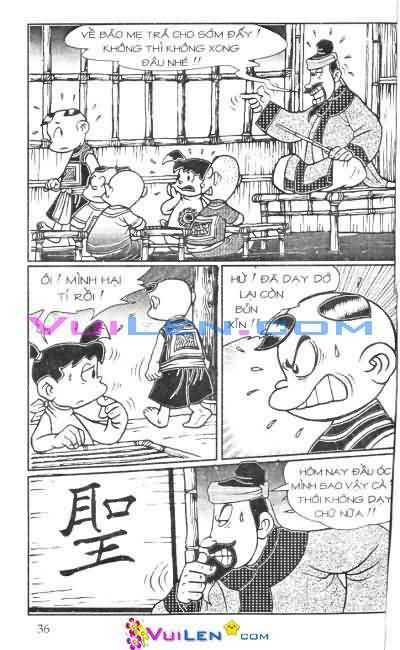 VỀ BẢO MẸ TRẢ CHO SỚM ĐẤY !
KHÔNG THÌ KHÔNG XONG
ĐÂU NHÉ !!
ÔI ! MÌNH HẠI
TÍ RỒI !
HỪ ! ĐÃ DẠY DỞ
LẠI CÒN
BỦN
XỈN !
VuiLen.com
聖
HÔM NAY ĐẦU ÓC
MÌNH SAO VẬY CÀ
THÔI KHÔNG DẠY
CHỮ NỮA !!
36
VuiLen.com